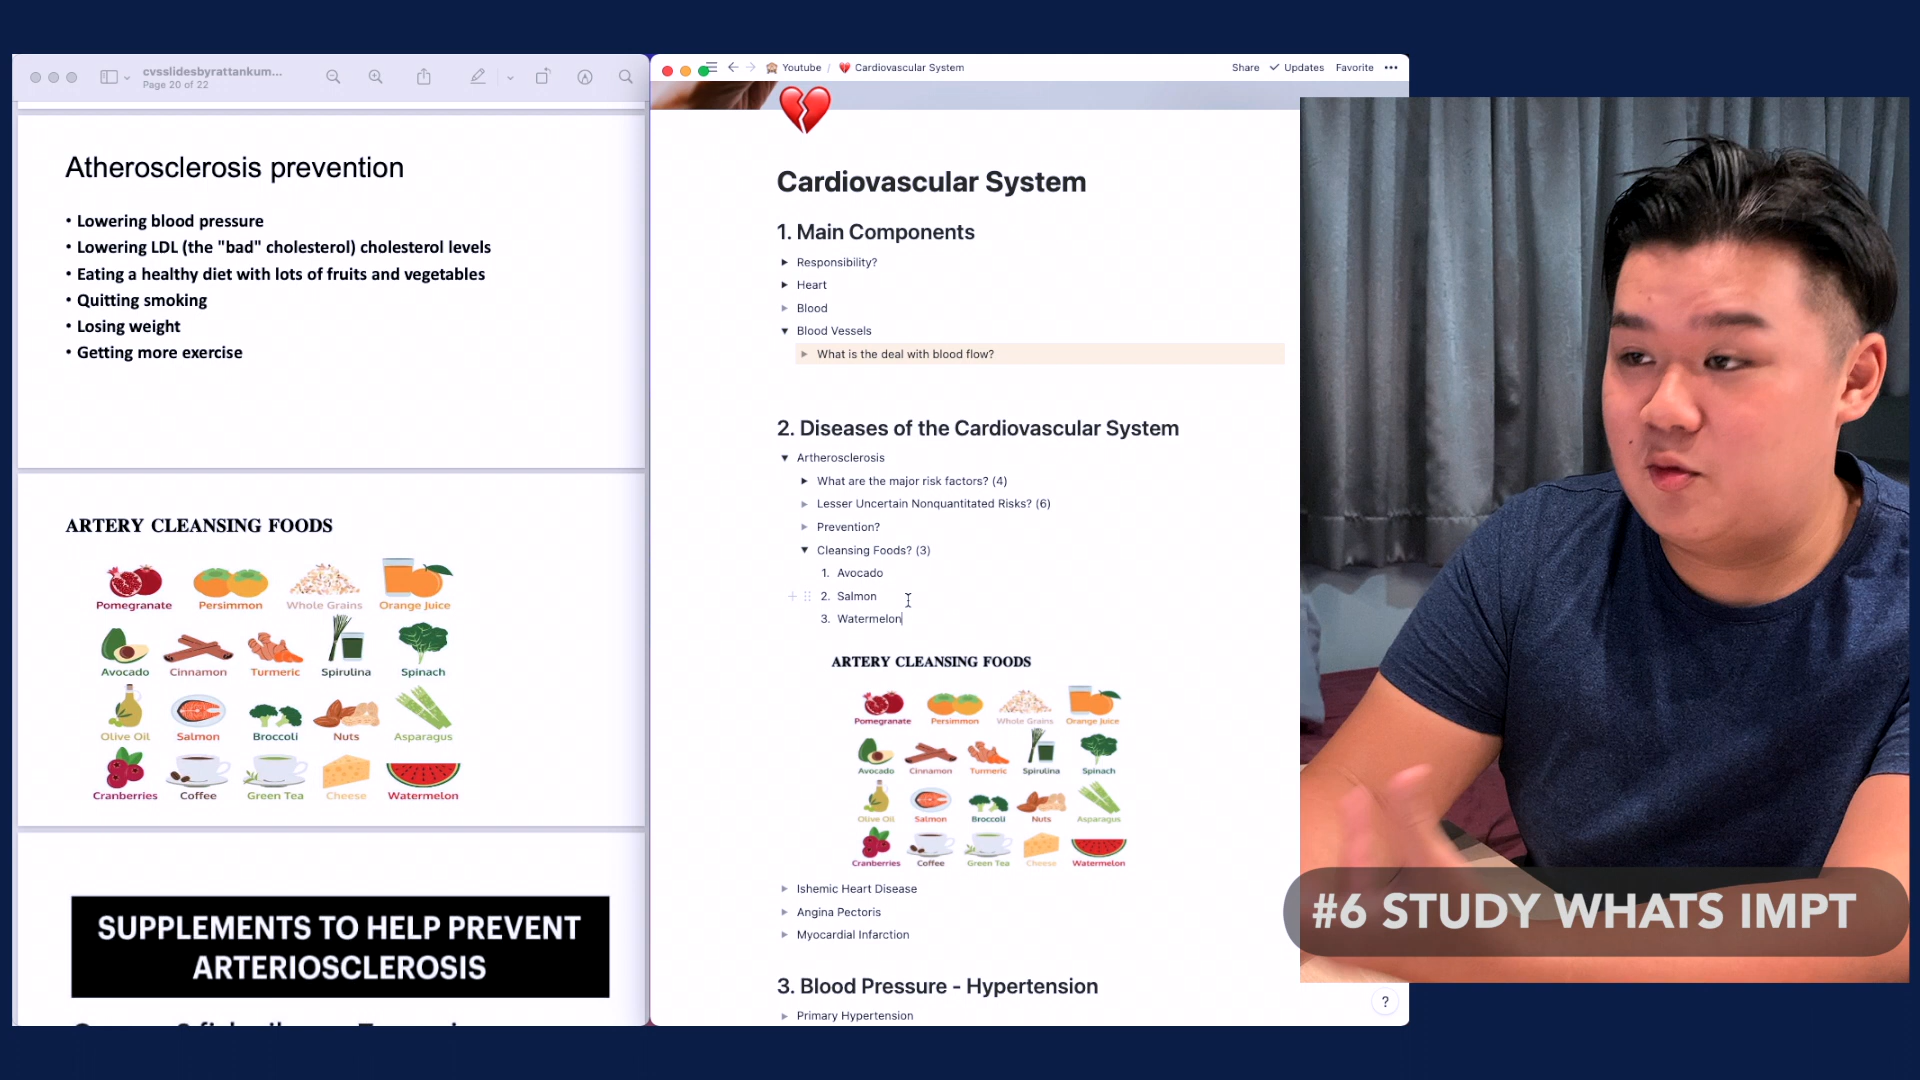 cvsslidesbyrattankum...
Page 20 of 22
Atherosclerosis prevention
• Lowering blood pressure
• Lowering LDL (the "bad" cholesterol) cholesterol levels
• Eating a healthy diet with lots of fruits and vegetables
• Quitting smoking
• Losing weight
• Getting more exercise
ARTERY CLEANSING FOODS
Pomegranate Persimmon Whole Grains Orange Juice
Avocado Cinnamon Turmeric Spirulina Spinach
Olive Oil Salmon Broccoli Nuts Asparagus
Cranberries Coffee Green Tea Cheese Watermelon
SUPPLEMENTS TO HELP PREVENT
ARTERIOSCLEROSIS
Youtube / Cardiovascular System
Share Updates Favorite
Cardiovascular System
1. Main Components
Responsibility?
Heart
Blood
Blood Vessels
What is the deal with blood flow?
2. Diseases of the Cardiovascular System
Artherosclerosis
What are the major risk factors? (4)
Lesser Uncertain Nonquantitated Risks? (6)
Prevention?
Cleansing Foods? (3)
1. Avocado
2. Salmon
3. Watermelon
ARTERY CLEANSING FOODS
Pomegranate Persimmon Whole Grains Orange Juice
Avocado Cinnamon Turmeric Spirulina Spinach
Olive Oil Salmon Broccoli Nuts Asparagus
Cranberries Coffee Green Tea Cheese Watermelon
Ishemic Heart Disease
Angina Pectoris
Myocardial Infarction
3. Blood Pressure - Hypertension
Primary Hypertension
?
#6 STUDY WHATS IMPT